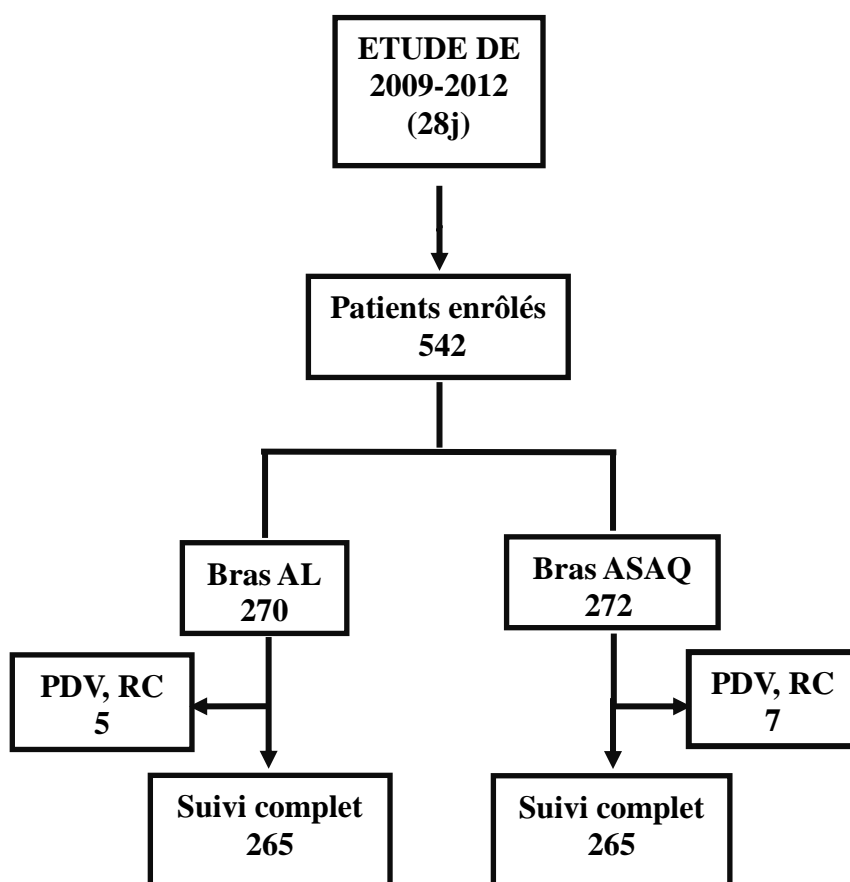 ETUDE DE
2009-2012
(28j)
Patients enrôlés
542
Bras AL
270
Bras ASAQ
272
PDV, RC
5
PDV, RC
7
Suivi complet
265
Suivi complet
265